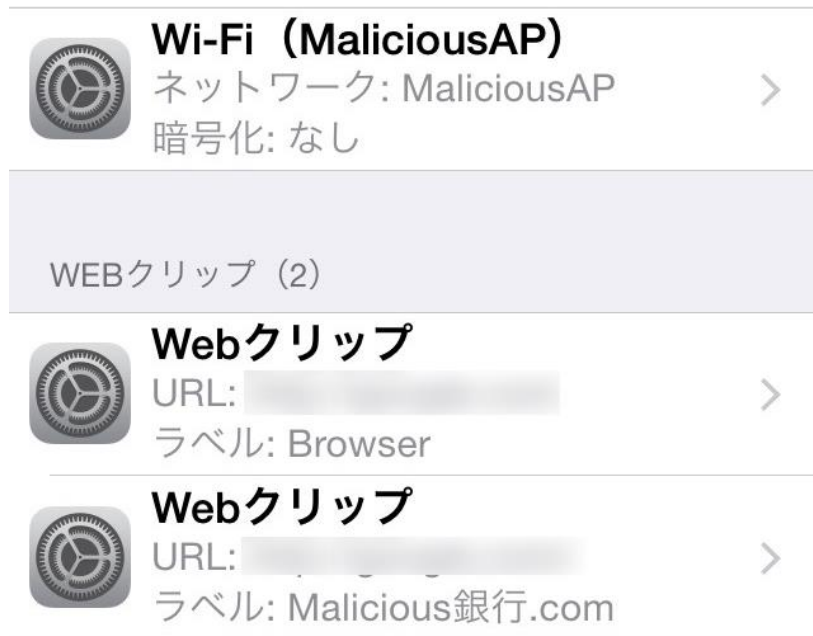 Wi-Fi（MaliciousAP）
ネットワーク: MaliciousAP
暗号化: なし
WEBクリップ（2）
Webクリップ
URL:
ラベル: Browser
Webクリップ
URL:
ラベル: Malicious銀行.com